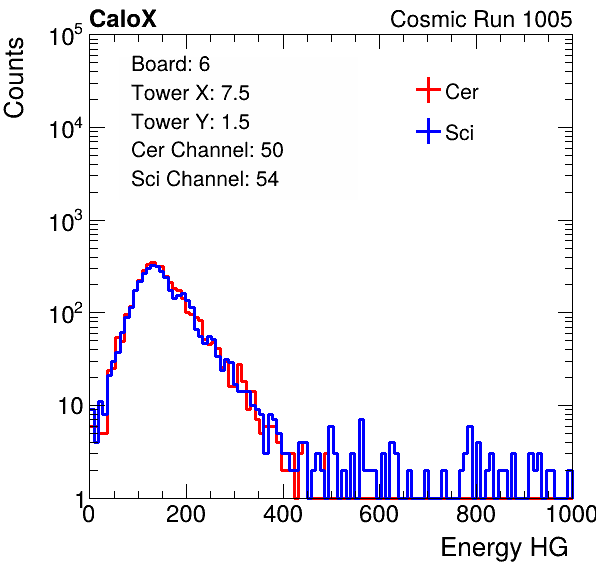 CaloX Cosmic Run 1005
Counts
10^5
10^4
10^3
10^2
10
1
Board: 6
Tower X: 7.5
Tower Y: 1.5
Cer Channel: 50
Sci Channel: 54
Cer
Sci
0 200 400 600 800 1000
Energy HG